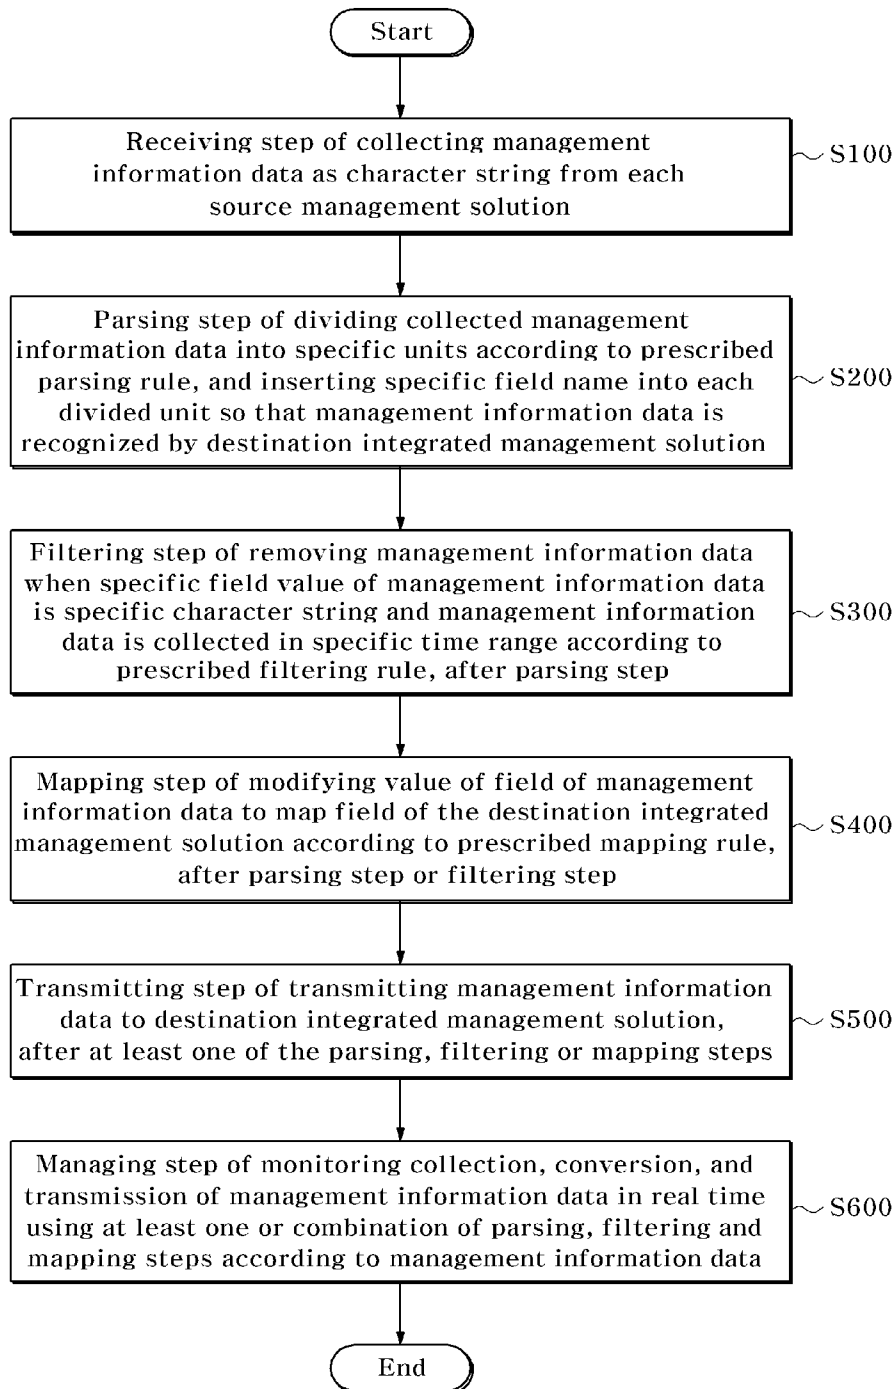 Start
Receiving step of collecting management
information data as character string from each
source management solution
S100
Parsing step of dividing collected management
information data into specific units according to prescribed
parsing rule, and inserting specific field name into each
divided unit so that management information data is
recognized by destination integrated management solution
S200
Filtering step of removing management information data
when specific field value of management information data
is specific character string and management information
data is collected in specific time range according to
prescribed filtering rule, after parsing step
S300
Mapping step of modifying value of field of management
information data to map field of the destination integrated
management solution according to prescribed mapping rule,
after parsing step or filtering step
S400
Transmitting step of transmitting management information
data to destination integrated management solution,
after at least one of the parsing, filtering or mapping steps
S500
Managing step of monitoring collection, conversion, and
transmission of management information data in real time
using at least one or combination of parsing, filtering and
mapping steps according to management information data
S600
End